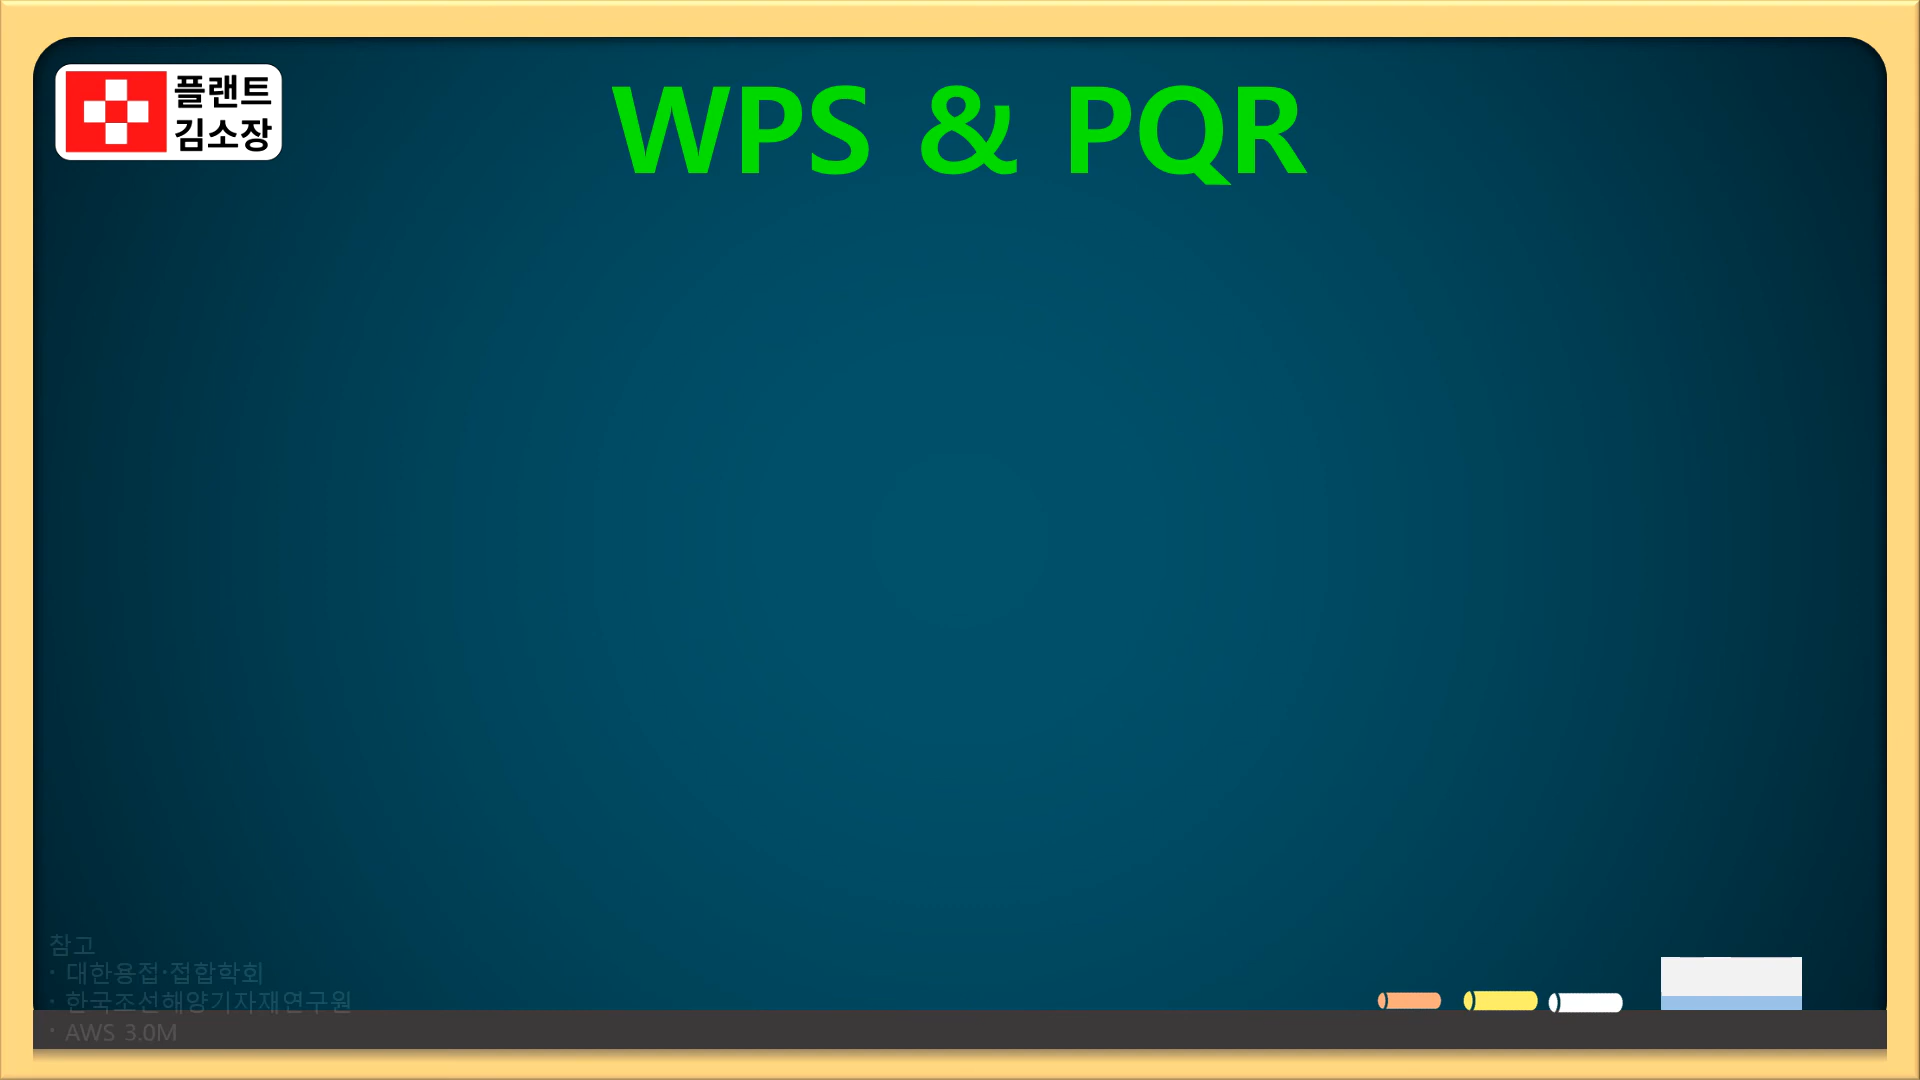 플랜트
김소장
WPS & PQR
참고
· 대한용접·접합학회
· 한국조선해양기자재연구원
· AWS 3.0M